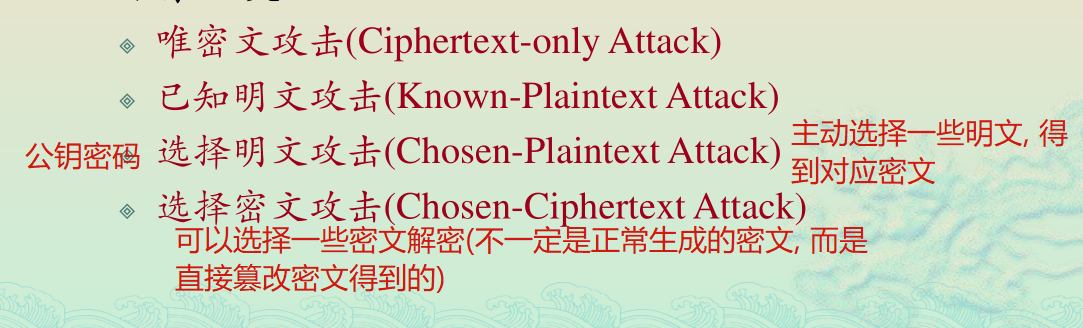 唯密文攻击(Ciphertext-only Attack)
已知明文攻击(Known-Plaintext Attack)
公钥密码
选择明文攻击(Chosen-Plaintext Attack)
主动选择一些明文, 得
到对应密文
选择密文攻击(Chosen-Ciphertext Attack)
可以选择一些密文解密(不一定是正常生成的密文, 而是
直接篡改密文得到的)